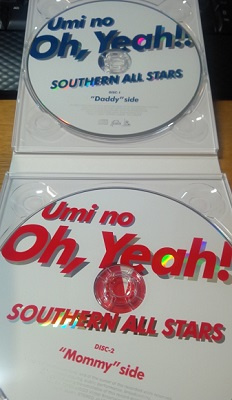 Umi no
Oh, Yeah!!
SOUTHERN ALL STARS
DISC-1
"Daddy" side
Umi no
Oh, Yeah!
SOUTHERN ALL STARS
DISC-2
"Mommy" side